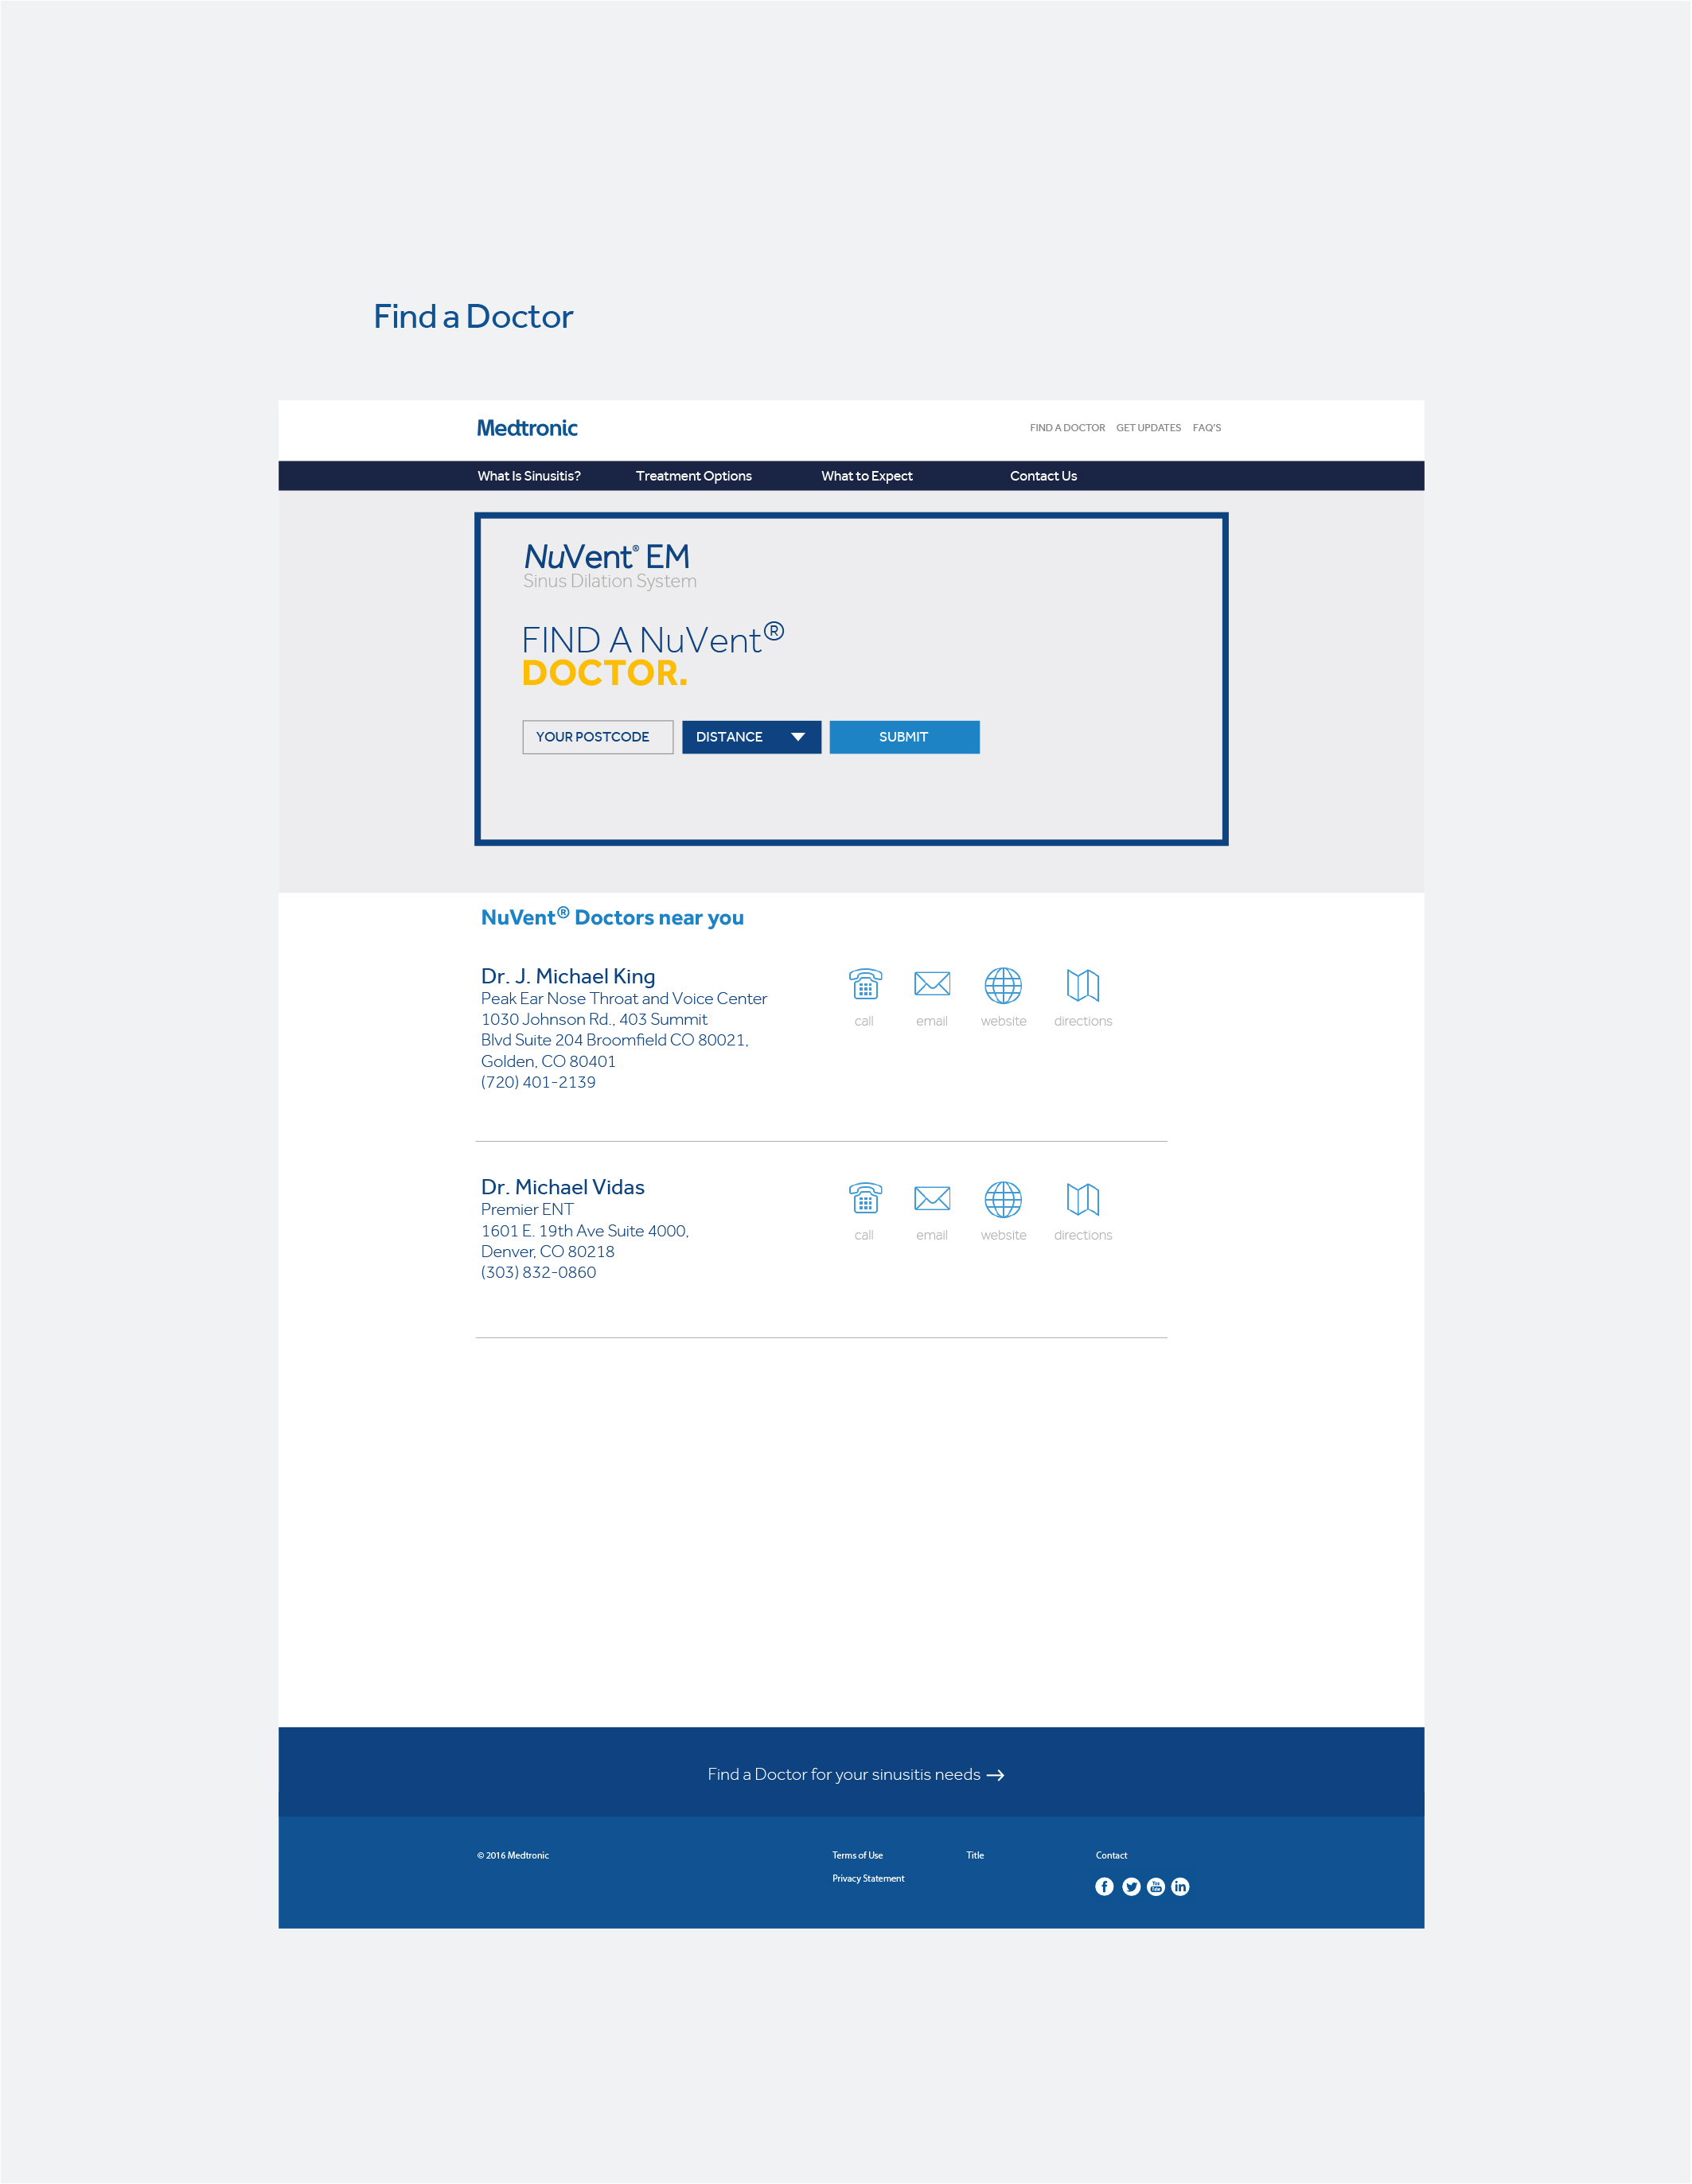 Find a Doctor
Medtronic
FIND A DOCTOR GET UPDATES FAQ'S
What Is Sinusitis? Treatment Options What to Expect Contact Us
NuVent® EM
Sinus Dilation System
FIND A NuVent®
DOCTOR.
YOUR POSTCODE DISTANCE SUBMIT
NuVent® Doctors near you
Dr. J. Michael King
Peak Ear Nose Throat and Voice Center
1030 Johnson Rd., 403 Summit
Blvd Suite 204 Broomfield CO 80021,
Golden, CO 80401
(720) 401-2139
call email website directions
Dr. Michael Vidas
Premier ENT
1601 E. 19th Ave Suite 4000,
Denver, CO 80218
(303) 832-0860
call email website directions
Find a Doctor for your sinusitis needs →
© 2016 Medtronic Terms of Use Title Contact
Privacy Statement
f You Tube in